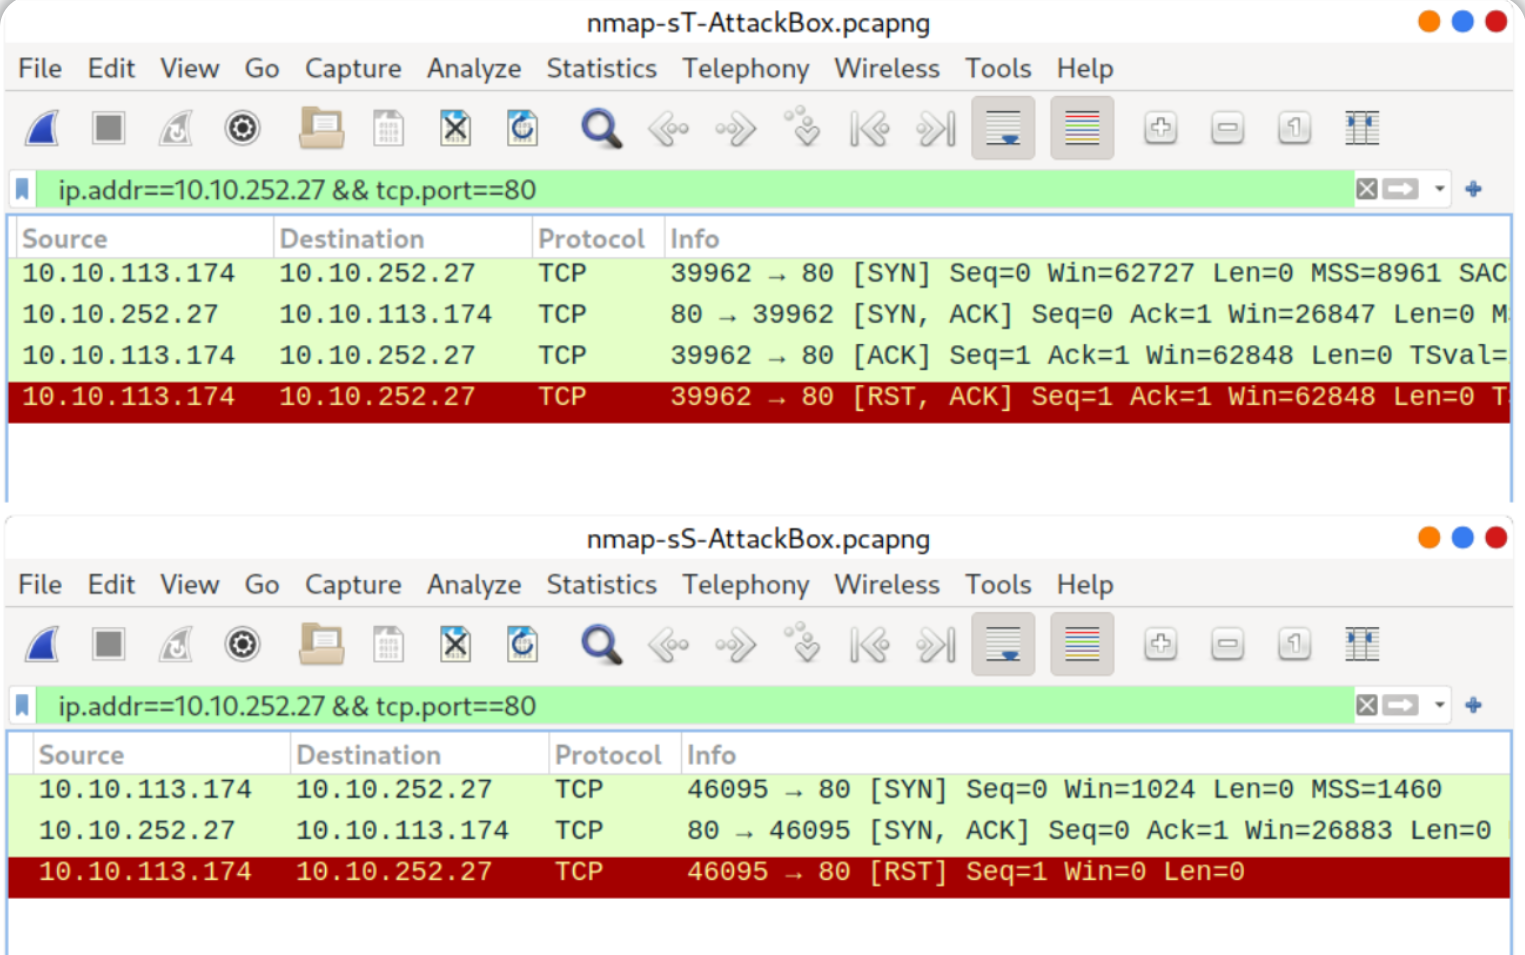 nmap-sT-AttackBox.pcapng
File Edit View Go Capture Analyze Statistics Telephony Wireless Tools Help
ip.addr==10.10.252.27 && tcp.port==80
Source Destination Protocol Info
10.10.113.174 10.10.252.27 TCP 39962 → 80 [SYN] Seq=0 Win=62727 Len=0 MSS=8961 SAC
10.10.252.27 10.10.113.174 TCP 80 → 39962 [SYN, ACK] Seq=0 Ack=1 Win=26847 Len=0 M
10.10.113.174 10.10.252.27 TCP 39962 → 80 [ACK] Seq=1 Ack=1 Win=62848 Len=0 TSval=
10.10.113.174 10.10.252.27 TCP 39962 → 80 [RST, ACK] Seq=1 Ack=1 Win=62848 Len=0 T
nmap-sS-AttackBox.pcapng
File Edit View Go Capture Analyze Statistics Telephony Wireless Tools Help
ip.addr==10.10.252.27 && tcp.port==80
Source Destination Protocol Info
10.10.113.174 10.10.252.27 TCP 46095 → 80 [SYN] Seq=0 Win=1024 Len=0 MSS=1460
10.10.252.27 10.10.113.174 TCP 80 → 46095 [SYN, ACK] Seq=0 Ack=1 Win=26883 Len=0
10.10.113.174 10.10.252.27 TCP 46095 → 80 [RST] Seq=1 Win=0 Len=0